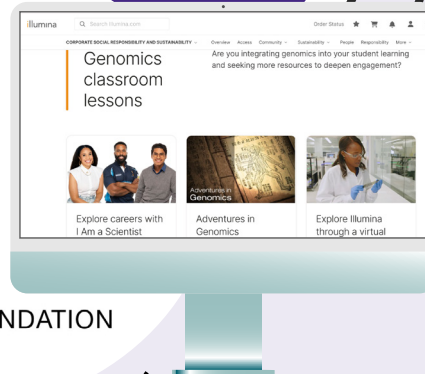 illumina
Search Illumina.com
Order Status
CORPORATE SOCIAL RESPONSIBILITY AND SUSTAINABILITY
Overview Access Community Sustainability People Responsibility More
Genomics
classroom
lessons
Are you integrating genomics into your student learning
and seeking more resources to deepen engagement?
Adventures in
Genomics
Explore careers with
I Am a Scientist
Adventures in
Genomics
Explore Illumina
through a virtual
NDATION